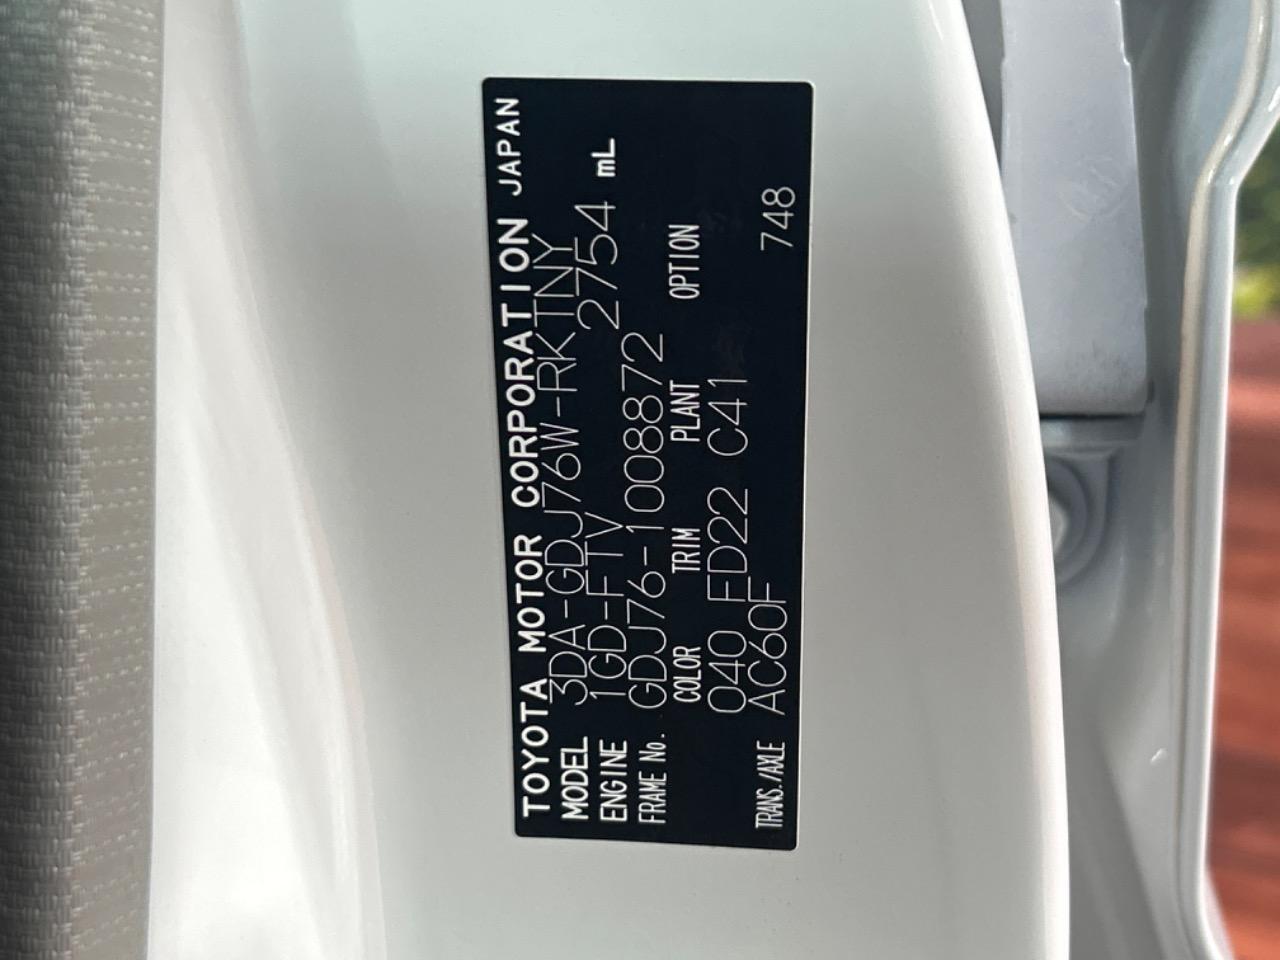 TOYOTA MOTOR CORPORATION JAPAN
MODEL 3DA-GDJ76W-RKTNY
ENGINE 1GD-FTV 2754 mL
FRAME No. GDJ76-1008872
COLOR TRIM PLANT OPTION
040 FD22 C41
TRANS./AXLE AC60F 748